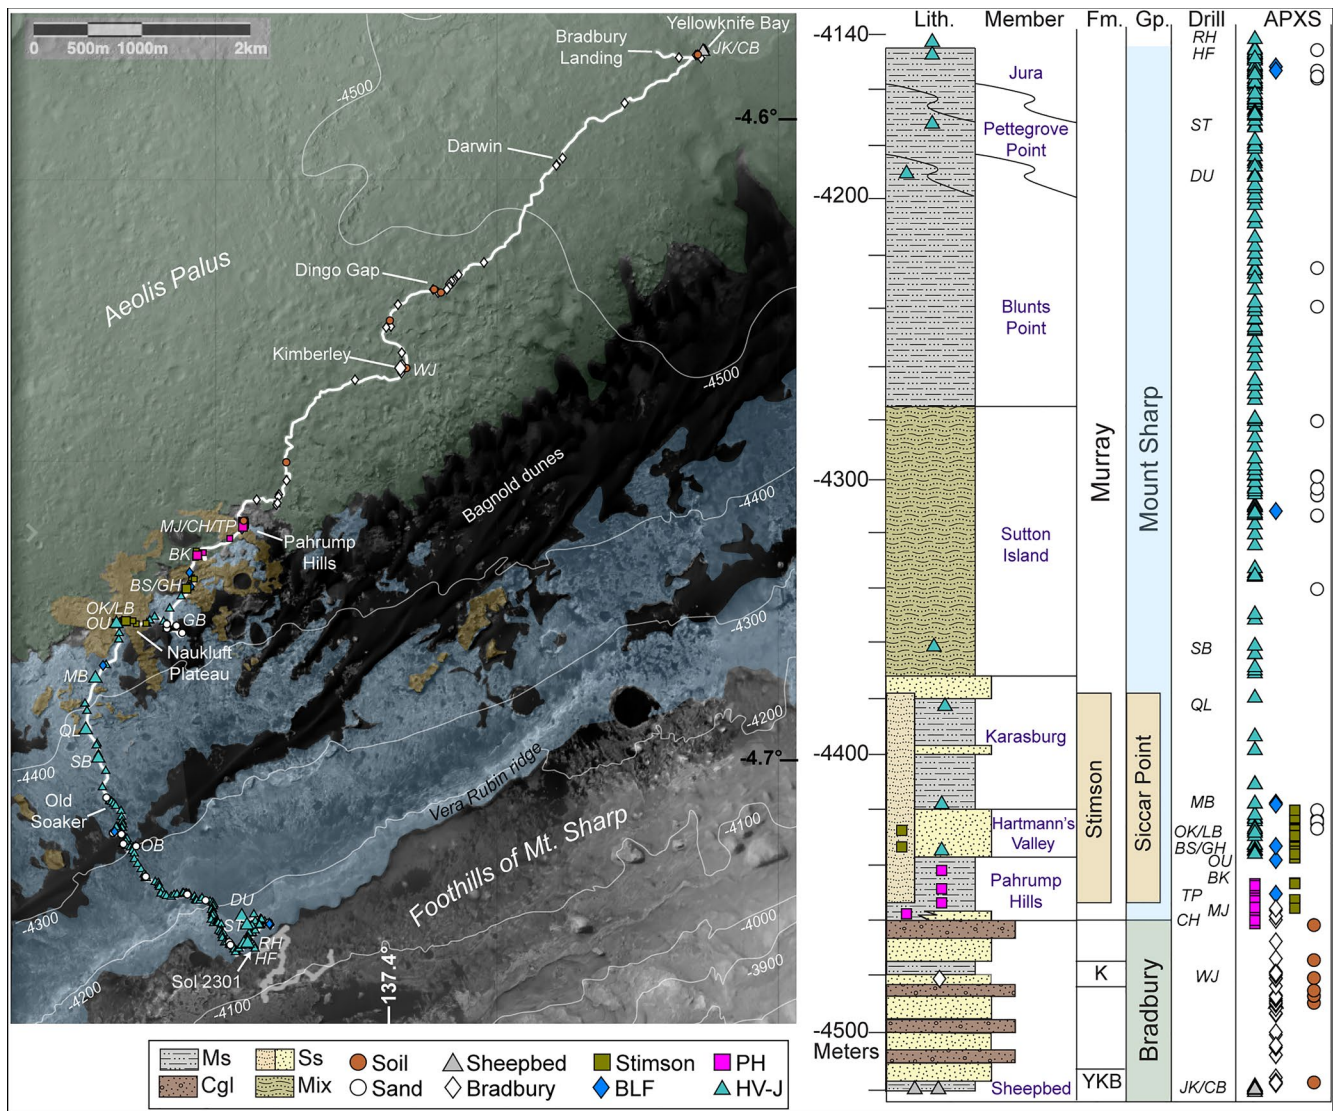 0 500m 1000m 2km
Yellowknife Bay
Bradbury
Landing
JK/CB
-4500
-4.6°
Darwin
Aeolis Palus
Dingo Gap
Kimberley
WJ
-4500
Bagnold dunes
-4400
MJ/CH/TP
Pahrump
Hills
BK
BS/GH
OK/LB
OU
GB
Naukluft
Plateau
-4300
MB
QL
-4200
-4400
SB
-4.7°
Old
Soaker
Vera Rubin ridge
-4100
OB
Foothills of Mt. Sharp
DU
-4300
ST
-4000
RH
HF
Sol 2301
-3900
-4200
-4100
137.4°
Lith. Member Fm. Gp. Drill APXS
-4140
RH
HF
Jura
ST
Pettegrove
Point
DU
-4200
Blunts
Point
Murray
Mount Sharp
-4300
Sutton
Island
SB
QL
Karasburg
-4400
Stimson
Siccar Point
MB
Hartmann's
Valley
OK/LB
BS/GH
OU
BK
Pahrump
Hills
TP
MJ
CH
K
WJ
Bradbury
-4500
Meters
YKB
Sheepbed
JK/CB
Ms Ss Soil Sheepbed Stimson PH
Cgl Mix Sand Bradbury BLF HV-J